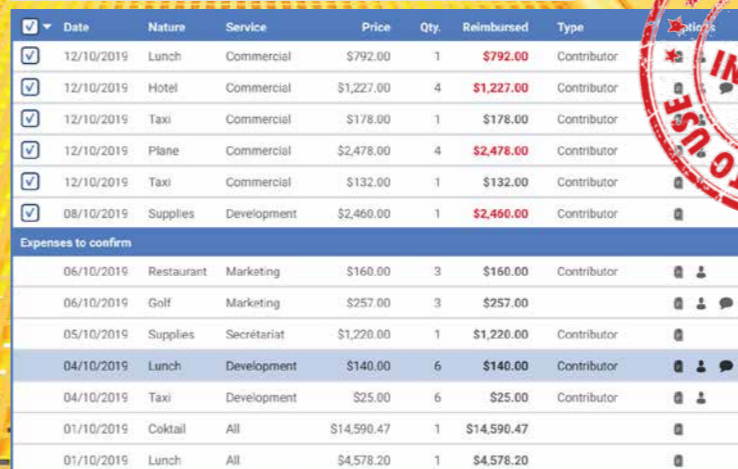 Date Nature Service Price Qty. Reimbursed Type
12/10/2019 Lunch Commercial $792.00 1 $792.00 Contributor
12/10/2019 Hotel Commercial $1,227.00 4 $1,227.00 Contributor
12/10/2019 Taxi Commercial $178.00 1 $178.00 Contributor
12/10/2019 Plane Commercial $2,478.00 4 $2,478.00 Contributor
12/10/2019 Taxi Commercial $132.00 1 $132.00 Contributor
08/10/2019 Supplies Development $2,460.00 1 $2,460.00 Contributor
Expenses to confirm
06/10/2019 Restaurant Marketing $160.00 3 $160.00 Contributor
06/10/2019 Golf Marketing $257.00 3 $257.00
05/10/2019 Supplies Secrétariat $1,220.00 1 $1,220.00 Contributor
04/10/2019 Lunch Development $140.00 6 $140.00 Contributor
04/10/2019 Taxi Development $25.00 6 $25.00 Contributor
01/10/2019 Coktail All $14,590.47 1 $14,590.47
01/10/2019 Lunch All $4,578.20 1 $4,578.20
TO USE